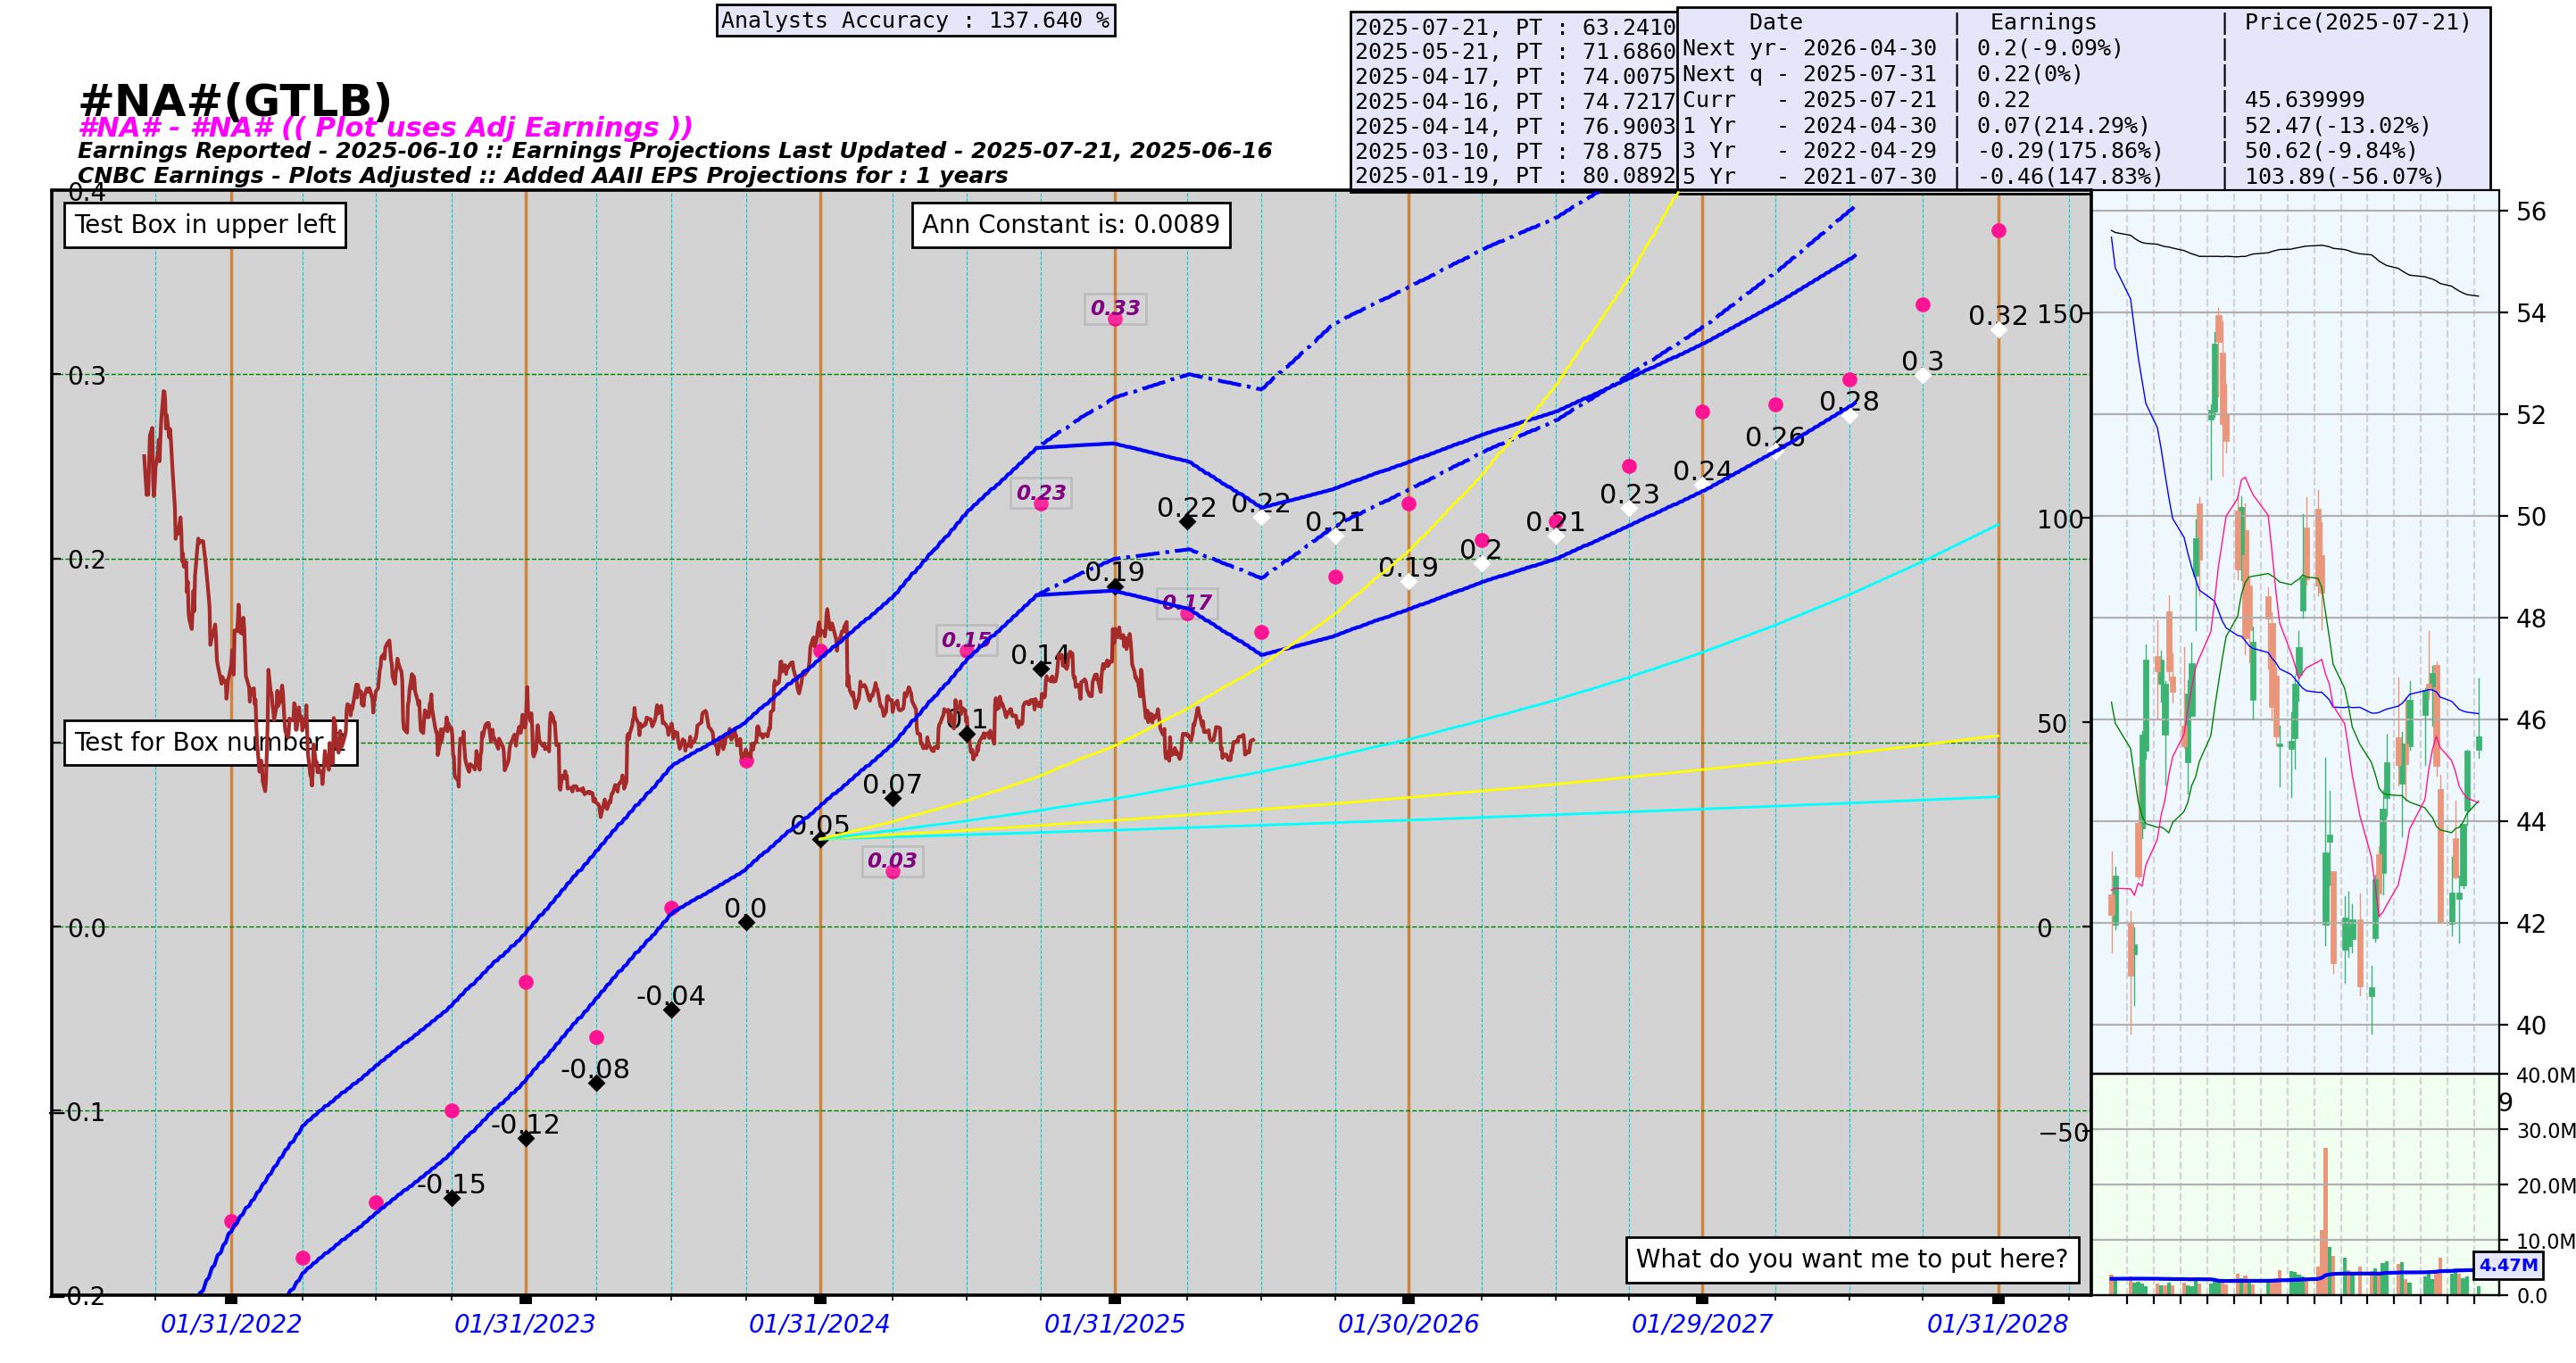 Analysts Accuracy : 137.640 %
2025-07-21, PT : 63.2410
2025-05-21, PT : 71.6860
2025-04-17, PT : 74.0075
2025-04-16, PT : 74.7217
2025-04-14, PT : 76.9003
2025-03-10, PT : 78.875
2025-01-19, PT : 80.0892
Date | Earnings | Price(2025-07-21)
Next yr- 2026-04-30 | 0.2(-9.09%) |
Next q - 2025-07-31 | 0.22(0%) |
Curr - 2025-07-21 | 0.22 | 45.639999
1 Yr - 2024-04-30 | 0.07(214.29%) | 52.47(-13.02%)
3 Yr - 2022-04-29 | -0.29(175.86%) | 50.62(-9.84%)
5 Yr - 2021-07-30 | -0.46(147.83%) | 103.89(-56.07%)
#NA#(GTLB)
#NA# - #NA# (( Plot uses Adj Earnings ))
Earnings Reported - 2025-06-10 :: Earnings Projections Last Updated - 2025-07-21, 2025-06-16
CNBC Earnings - Plots Adjusted :: Added AAII EPS Projections for : 1 years
Test Box in upper left
Ann Constant is: 0.0089
Test for Box number
What do you want me to put here?
0.4
0.3
0.2
0.0
−0.1
−0.2
-0.15
-0.12
-0.08
-0.04
0.0
0.05
0.07
0.1
0.14
0.19
0.22
0.22
0.21
0.19
0.2
0.21
0.23
0.24
0.26
0.28
0.3
0.32
0.03
0.15
0.23
0.33
0.17
150
100
50
0
−50
56
54
52
50
48
46
44
42
40
40.0M
9
30.0M
20.0M
10.0M
4.47M
0.0
01/31/2022
01/31/2023
01/31/2024
01/31/2025
01/30/2026
01/29/2027
01/31/2028